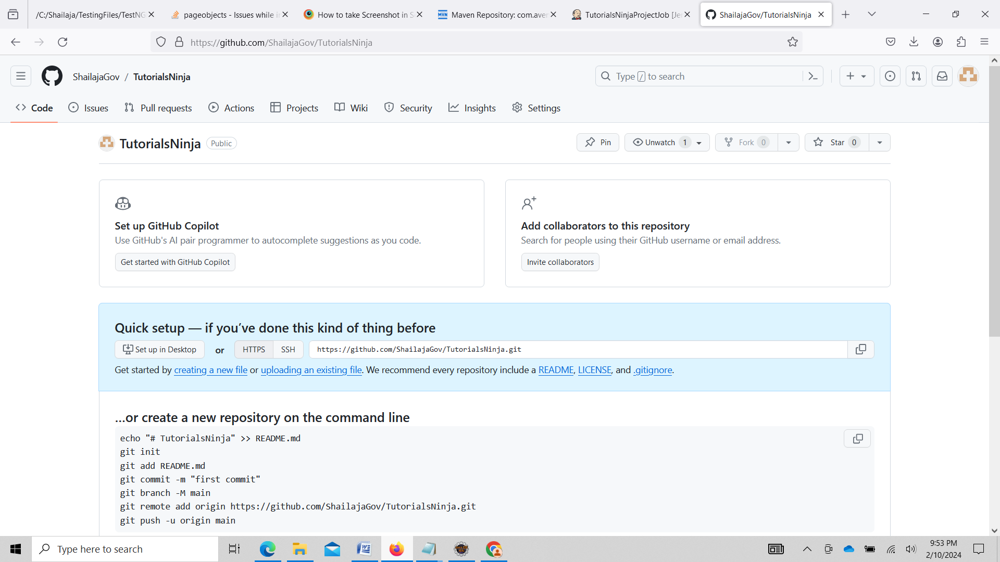 /C:/Shailaja/TestingFiles/TestNG
pageobjects - Issues while i
How to take Screenshot in S
Maven Repository: com.aven
TutorialsNinjaProjectJob [Je
ShailajaGov/TutorialsNinja
https://github.com/ShailajaGov/TutorialsNinja
ShailajaGov / TutorialsNinja
Type / to search
Code Issues Pull requests Actions Projects Wiki Security Insights Settings
TutorialsNinja Public
Pin Unwatch 1 Fork 0 Star 0
Set up GitHub Copilot
Use GitHub's AI pair programmer to autocomplete suggestions as you code.
Get started with GitHub Copilot
Add collaborators to this repository
Search for people using their GitHub username or email address.
Invite collaborators
Quick setup — if you’ve done this kind of thing before
Set up in Desktop or HTTPS SSH https://github.com/ShailajaGov/TutorialsNinja.git
Get started by creating a new file or uploading an existing file. We recommend every repository include a README, LICENSE, and .gitignore.
…or create a new repository on the command line
echo "# TutorialsNinja" >> README.md
git init
git add README.md
git commit -m "first commit"
git branch -M main
git remote add origin https://github.com/ShailajaGov/TutorialsNinja.git
git push -u origin main
Type here to search
9:53 PM
2/10/2024